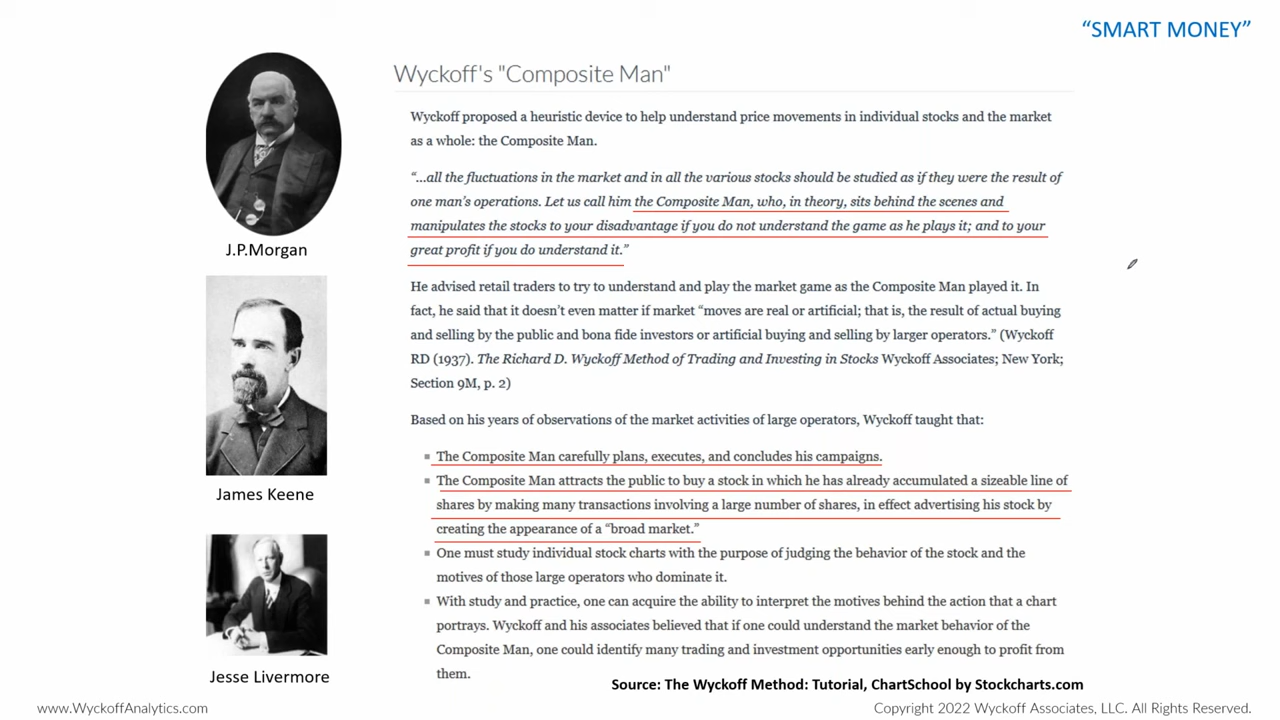 “SMART MONEY”
Wyckoff's "Composite Man"
Wyckoff proposed a heuristic device to help understand price movements in individual stocks and the market
as a whole: the Composite Man.
“...all the fluctuations in the market and in all the various stocks should be studied as if they were the result of
one man’s operations. Let us call him the Composite Man, who, in theory, sits behind the scenes and
manipulates the stocks to your disadvantage if you do not understand the game as he plays it; and to your
great profit if you do understand it.”
J.P.Morgan
He advised retail traders to try to understand and play the market game as the Composite Man played it. In
fact, he said that it doesn’t even matter if market “moves are real or artificial; that is, the result of actual buying
and selling by the public and bona fide investors or artificial buying and selling by larger operators.” (Wyckoff
RD (1937). The Richard D. Wyckoff Method of Trading and Investing in Stocks Wyckoff Associates; New York;
Section 9M, p. 2)
Based on his years of observations of the market activities of large operators, Wyckoff taught that:
The Composite Man carefully plans, executes, and concludes his campaigns.
The Composite Man attracts the public to buy a stock in which he has already accumulated a sizeable line of
shares by making many transactions involving a large number of shares, in effect advertising his stock by
creating the appearance of a “broad market.”
James Keene
One must study individual stock charts with the purpose of judging the behavior of the stock and the
motives of those large operators who dominate it.
With study and practice, one can acquire the ability to interpret the motives behind the action that a chart
portrays. Wyckoff and his associates believed that if one could understand the market behavior of the
Composite Man, one could identify many trading and investment opportunities early enough to profit from
them.
Jesse Livermore
Source: The Wyckoff Method: Tutorial, ChartSchool by Stockcharts.com
www.WyckoffAnalytics.com
Copyright 2022 Wyckoff Associates, LLC. All Rights Reserved.